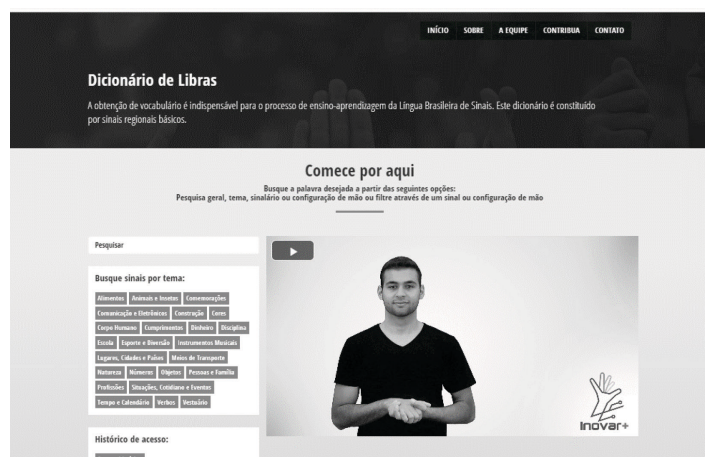 INÍCIO SOBRE A EQUIPE CONTRIBUA CONTATO
Dicionário de Libras
A obtenção de vocabulário é indispensável para o processo de ensino-aprendizagem da Língua Brasileira de Sinais. Este dicionário é constituído
por sinais regionais básicos.
Comece por aqui
Busque a palavra desejada a partir das seguintes opções:
Pesquisa geral, tema, sinalário ou configuração de mão ou filtre através de um sinal ou configuração de mão
Pesquisar
Busque sinais por tema:
Alimentos Animais e Insetos Comemorações
Comunicação e Eletrônicos Construção Cores
Corpo Humano Cumprimentos Dinheiro Disciplina
Escola Esporte e Diversão Instrumentos Musicais
Lugares, Cidades e Países Meios de Transporte
Natureza Números Objetos Pessoas e Família
Profissões Situações, Cotidiano e Eventos
Tempo e Calendário Verbos Vestuário
Histórico de acesso:
Inovar+